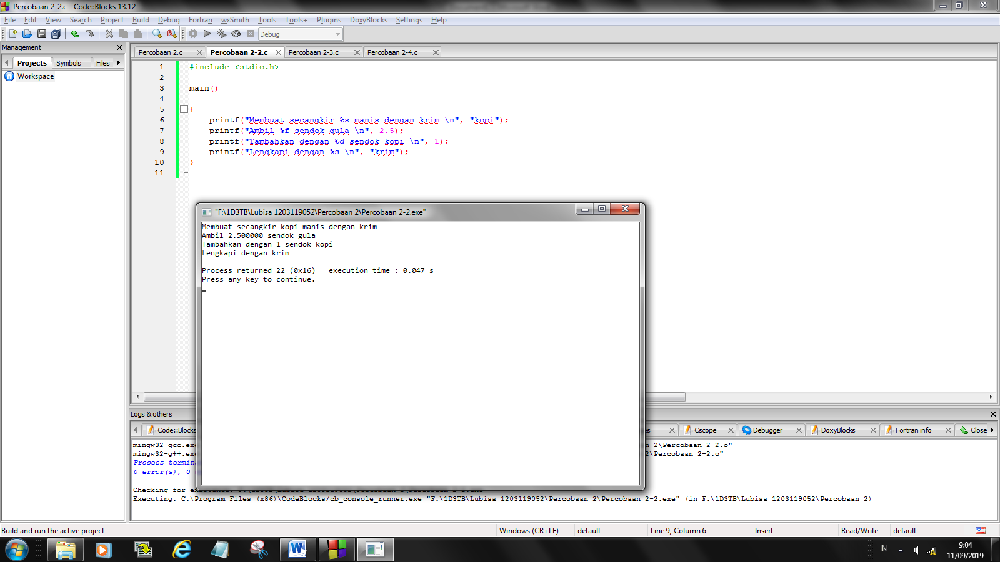 Percobaan 2-2.c - Code::Blocks 13.12
File Edit View Search Project Build Debug Fortran wxSmith Tools Tools+ Plugins DoxyBlocks Settings Help
Debug
Management
Projects Symbols Files
Workspace
Percobaan 2.c Percobaan 2-2.c Percobaan 2-3.c Percobaan 2-4.c
1 #include <stdio.h>
2
3 main()
4
5 {
6 printf("Membuat secangkir %s manis dengan krim \n", "kopi");
7 printf("Ambil %f sendok gula \n", 2.5);
8 printf("Tambahkan dengan %d sendok kopi \n", 1);
9 printf("Lengkapi dengan %s \n", "krim");
10 }
11
"F:\1D3TB\Lubisa 1203119052\Percobaan 2\Percobaan 2-2.exe"
Membuat secangkir kopi manis dengan krim
Ambil 2.500000 sendok gula
Tambahkan dengan 1 sendok kopi
Lengkapi dengan krim
Process returned 22 (0x16) execution time : 0.047 s
Press any key to continue.
Logs & others
Code::Blocks Cscope Debugger DoxyBlocks Fortran info Close
mingw32-gcc.ex 2\Percobaan 2-2.o"
mingw32-g++.ex 2\Percobaan 2-2.o"
Process termin
0 error(s), 0
Checking for existence: F:\1D3TB\Lubisa 1203119052\Percobaan 2\Percobaan 2-2.exe
Executing: C:\Program Files (x86)\CodeBlocks/cb_console_runner.exe "F:\1D3TB\Lubisa 1203119052\Percobaan 2\Percobaan 2-2.exe" (in F:\1D3TB\Lubisa 1203119052\Percobaan 2)
Build and run the active project Windows (CR+LF) default Line 9, Column 6 Insert Read/Write default
IN 9:04
11/09/2019